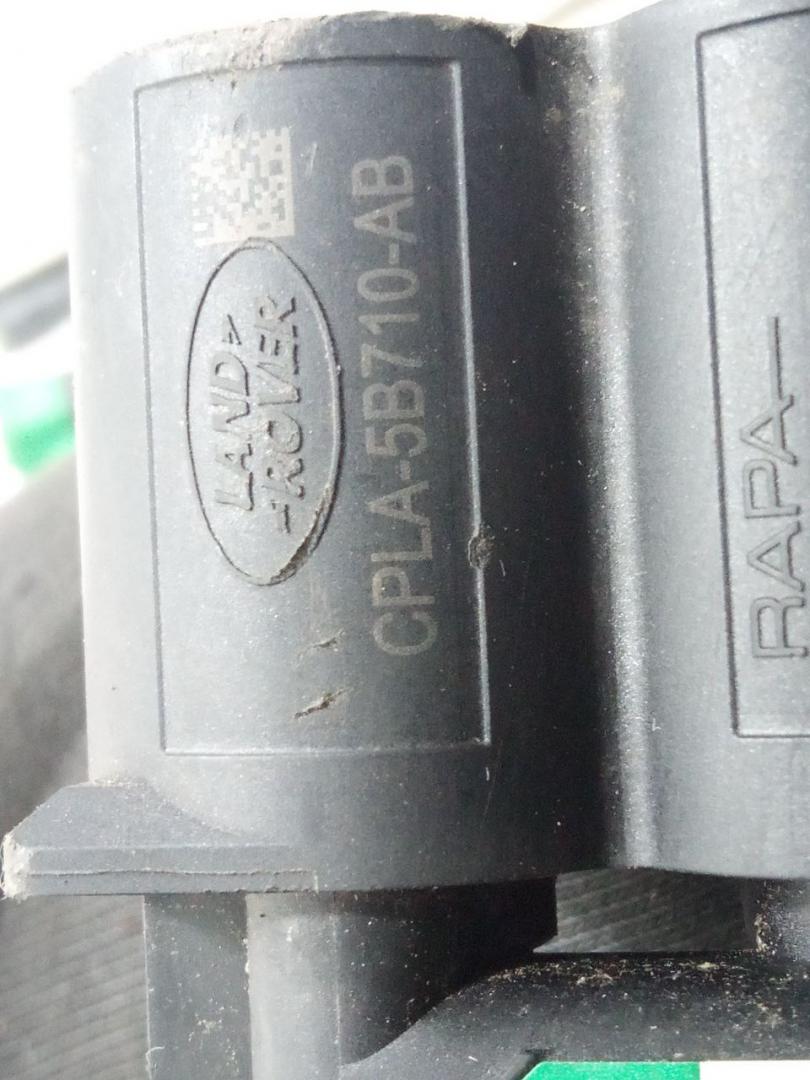 LAND
ROVER
CPLA-5B710-AB
RAPA